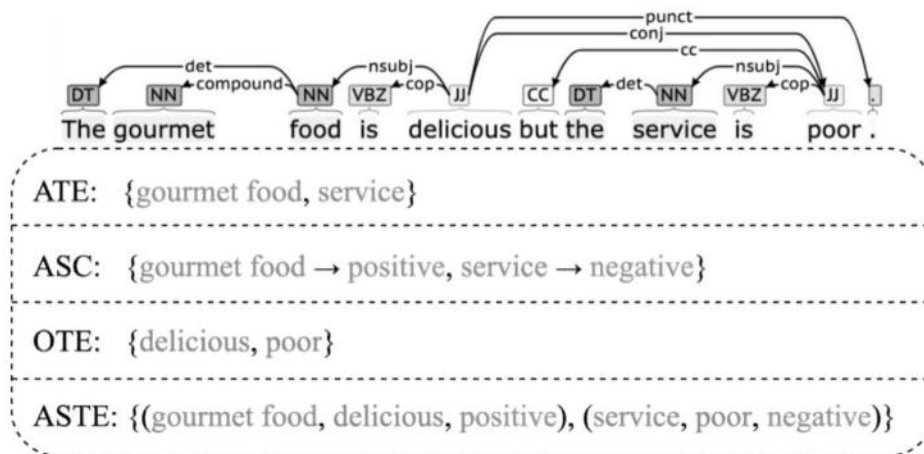 punct
conj
cc
det compound nsubj cop det nsubj cop
DT NN NN VBZ JJ CC DT NN VBZ JJ .
The gourmet food is delicious but the service is poor .
ATE: {gourmet food, service}
ASC: {gourmet food → positive, service → negative}
OTE: {delicious, poor}
ASTE: {(gourmet food, delicious, positive), (service, poor, negative)}